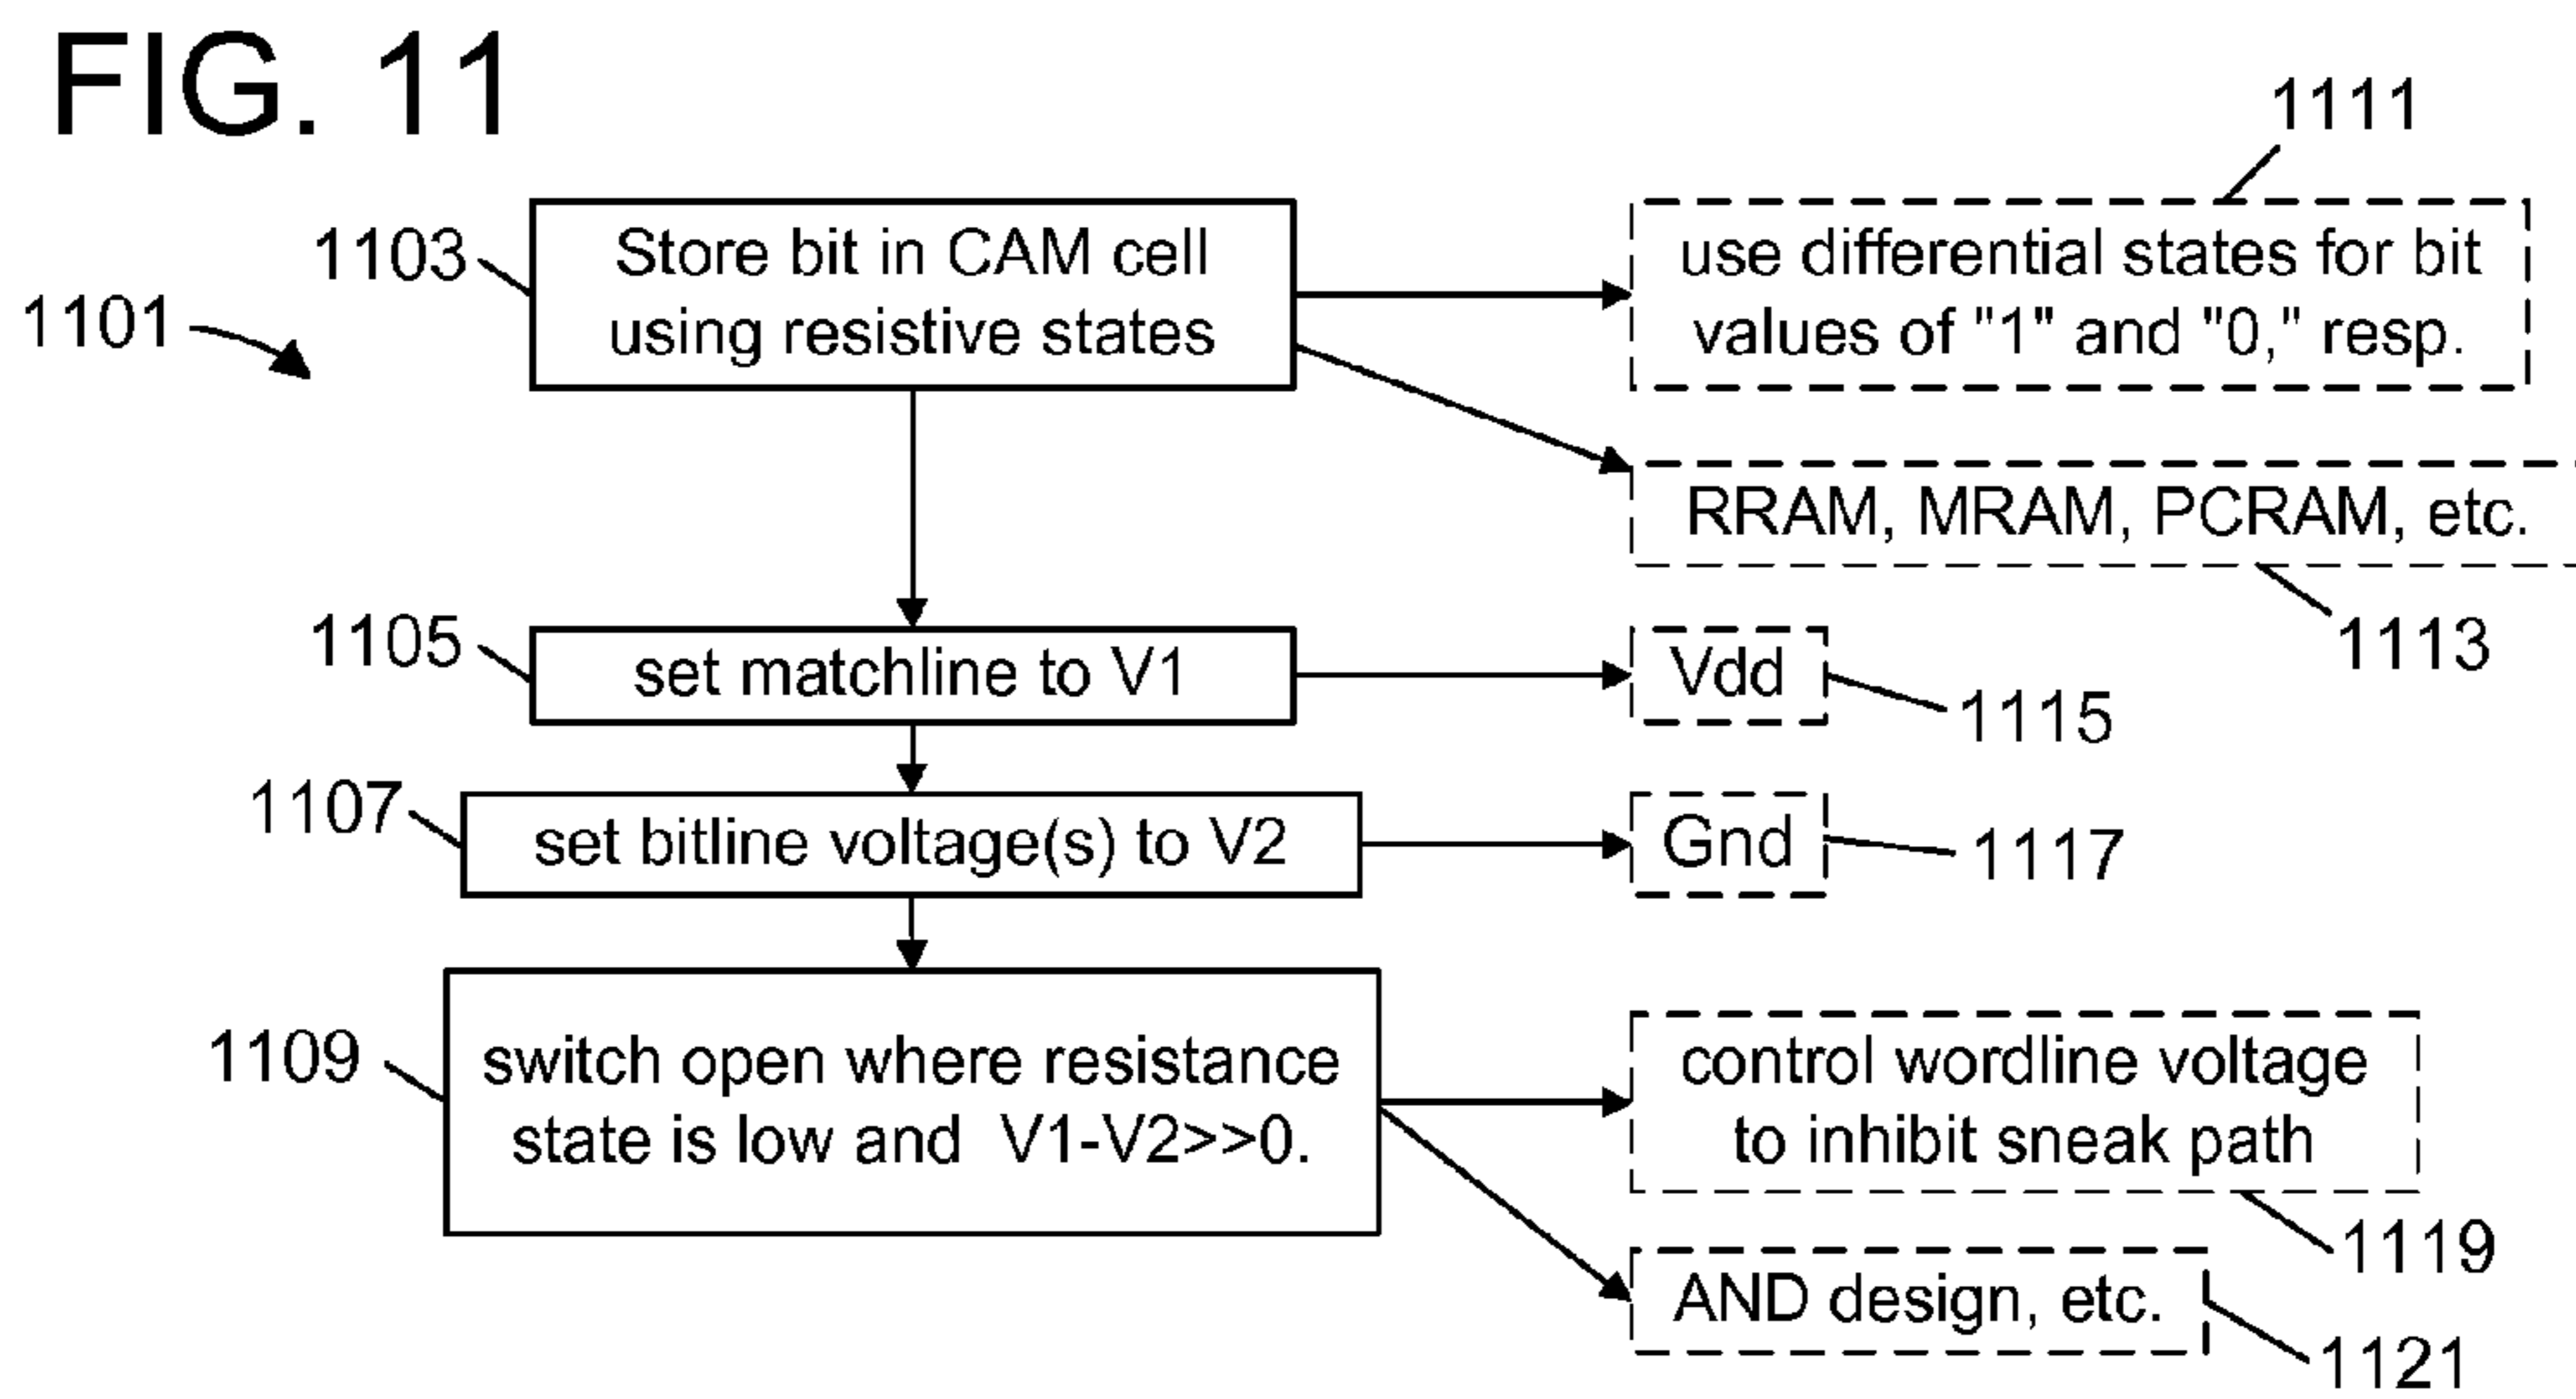 FIG. 11
1111
1103
Store bit in CAM cell
using resistive states
use differential states for bit
values of "1" and "0," resp.
1101
RRAM, MRAM, PCRAM, etc.
1113
1105
set matchline to V1
Vdd
1115
1107
set bitline voltage(s) to V2
Gnd
1117
1109
switch open where resistance
state is low and V1-V2>>0.
control wordline voltage
to inhibit sneak path
1119
AND design, etc.
1121